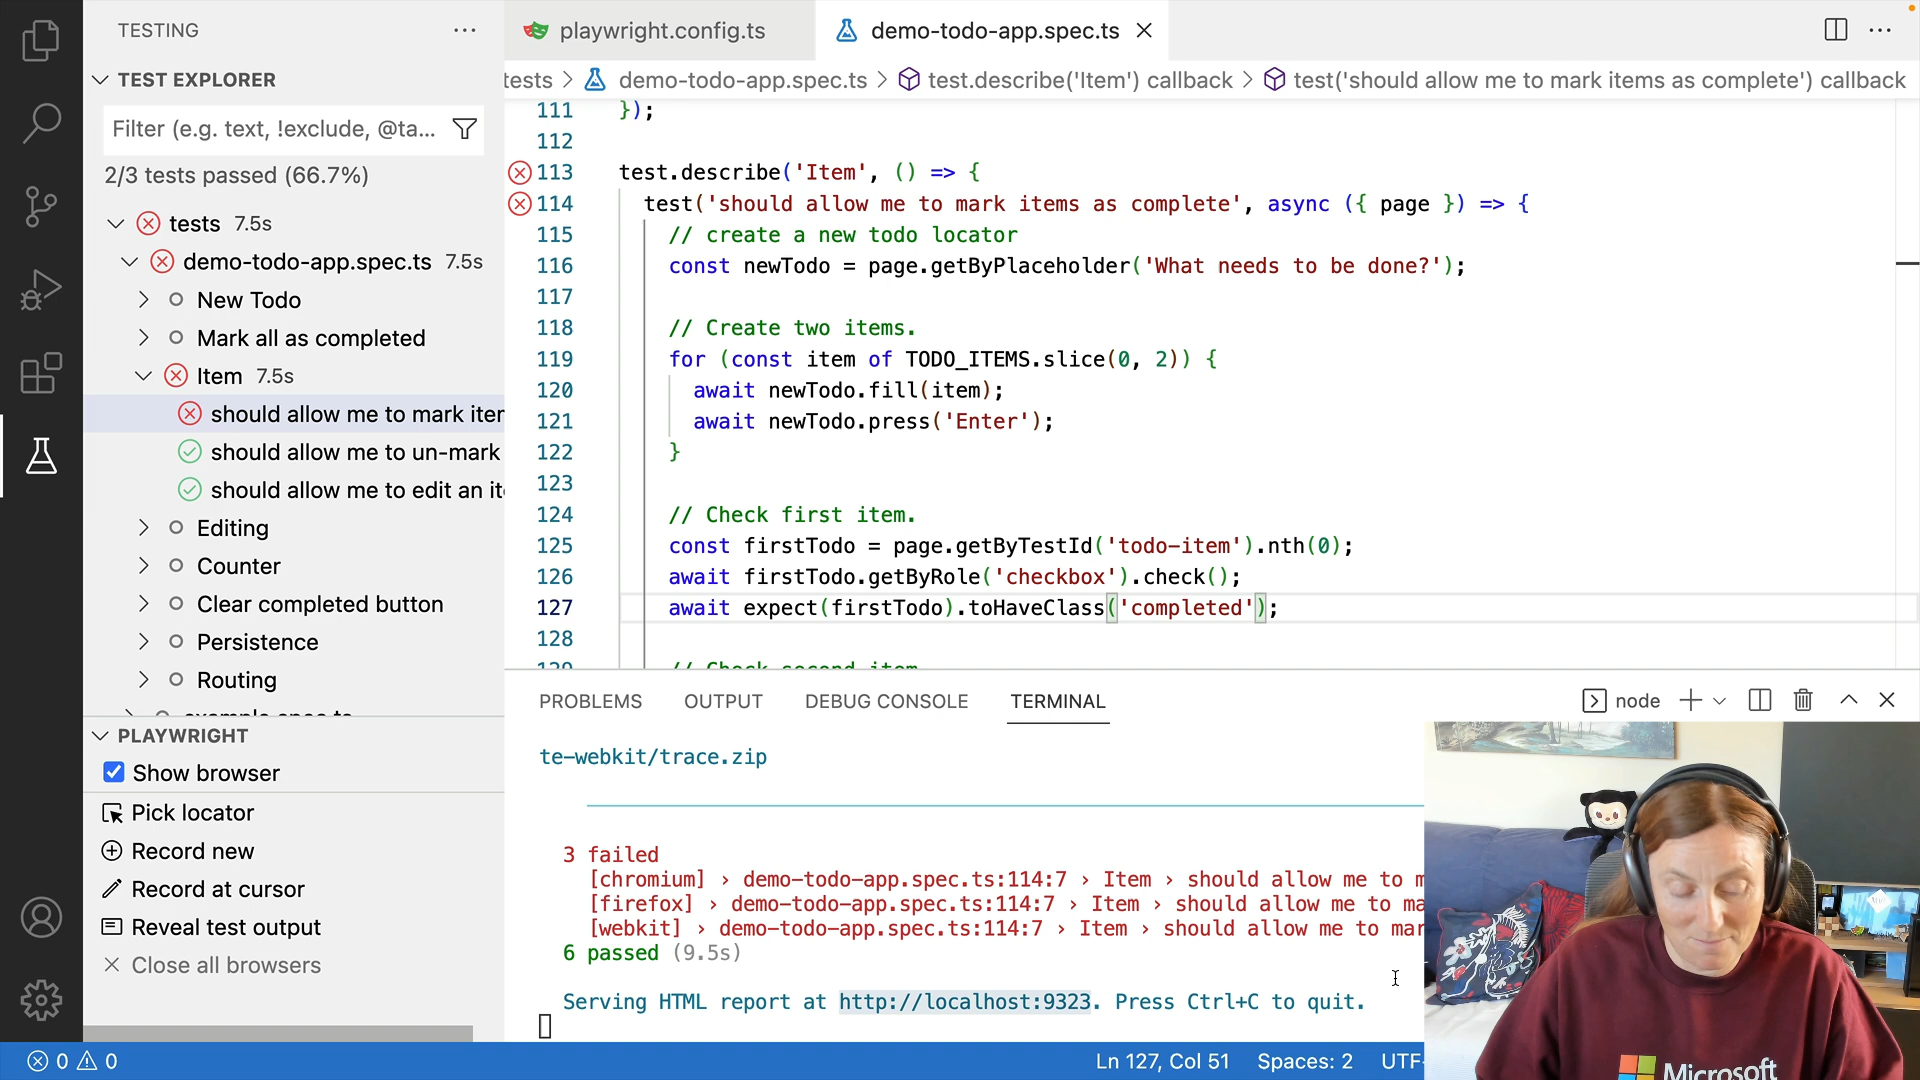 TESTING
TEST EXPLORER
Filter (e.g. text, !exclude, @ta...
2/3 tests passed (66.7%)
tests 7.5s
demo-todo-app.spec.ts 7.5s
New Todo
Mark all as completed
Item 7.5s
should allow me to mark iter
should allow me to un-mark
should allow me to edit an it
Editing
Counter
Clear completed button
Persistence
Routing
example.spec.ts
PLAYWRIGHT
Show browser
Pick locator
Record new
Record at cursor
Reveal test output
Close all browsers
playwright.config.ts
demo-todo-app.spec.ts
tests > demo-todo-app.spec.ts > test.describe('Item') callback > test('should allow me to mark items as complete') callback
111 });
112
113 test.describe('Item', () => {
114 test('should allow me to mark items as complete', async ({ page }) => {
115 // create a new todo locator
116 const newTodo = page.getByPlaceholder('What needs to be done?');
117
118 // Create two items.
119 for (const item of TODO_ITEMS.slice(0, 2)) {
120 await newTodo.fill(item);
121 await newTodo.press('Enter');
122 }
123
124 // Check first item.
125 const firstTodo = page.getByTestId('todo-item').nth(0);
126 await firstTodo.getByRole('checkbox').check();
127 await expect(firstTodo).toHaveClass('completed');
128
129 // Check second item.
PROBLEMS OUTPUT DEBUG CONSOLE TERMINAL
node
te-webkit/trace.zip
3 failed
[chromium] › demo-todo-app.spec.ts:114:7 › Item › should allow me to m
[firefox] › demo-todo-app.spec.ts:114:7 › Item › should allow me to ma
[webkit] › demo-todo-app.spec.ts:114:7 › Item › should allow me to mar
6 passed (9.5s)
Serving HTML report at http://localhost:9323. Press Ctrl+C to quit.
0 0
Ln 127, Col 51 Spaces: 2 UTF-
Microsoft